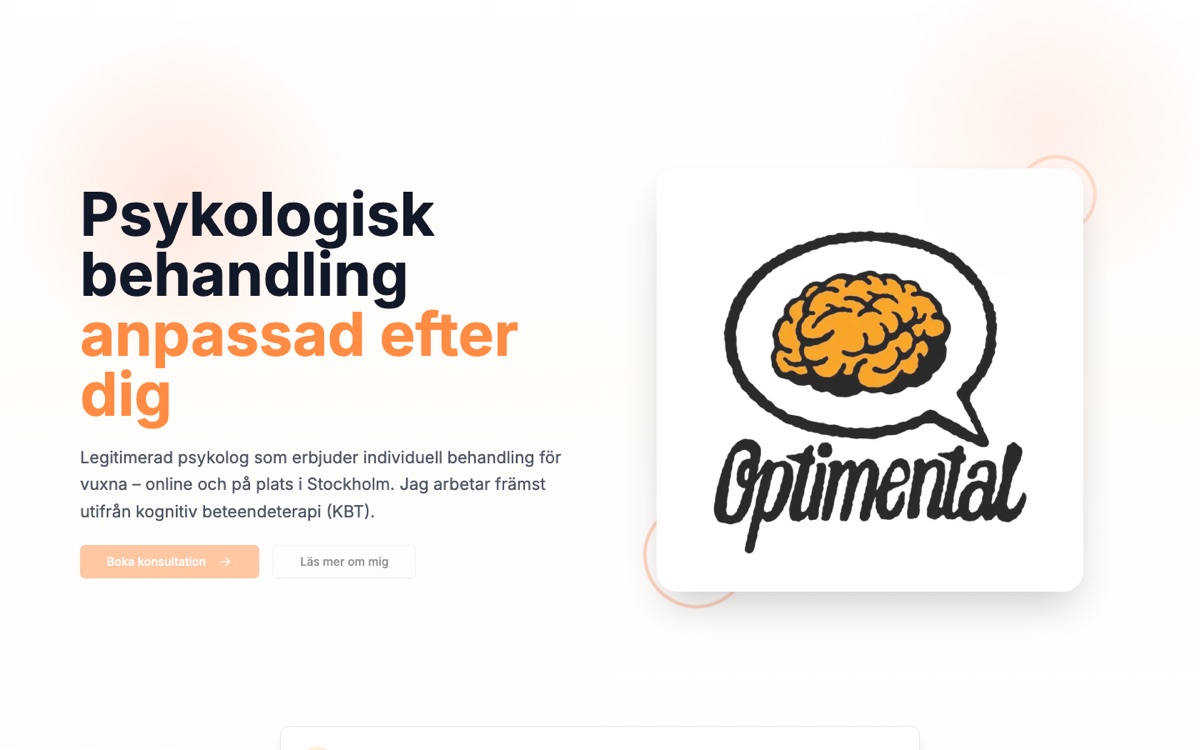 Psykologisk
behandling
anpassad efter
dig
Legitimerad psykolog som erbjuder individuell behandling för
vuxna – online och på plats i Stockholm. Jag arbetar främst
utifrån kognitiv beteendeterapi (KBT).
Boka konsultation →
Läs mer om mig
Optimental